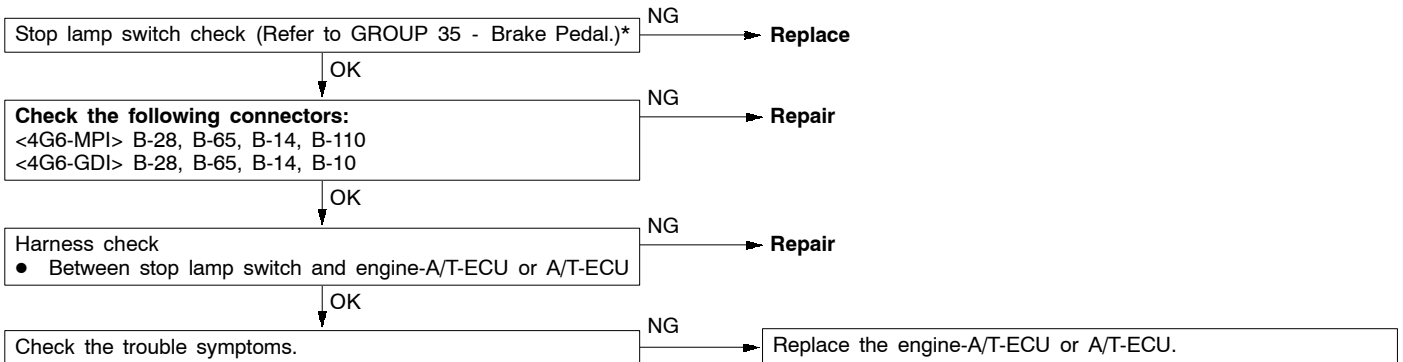 Stop lamp switch check (Refer to GROUP 35 - Brake Pedal.)*
NG
Replace
OK
Check the following connectors:
<4G6-MPI> B-28, B-65, B-14, B-110
<4G6-GDI> B-28, B-65, B-14, B-10
NG
Repair
OK
Harness check
● Between stop lamp switch and engine-A/T-ECU or A/T-ECU
NG
Repair
OK
Check the trouble symptoms.
NG
Replace the engine-A/T-ECU or A/T-ECU.